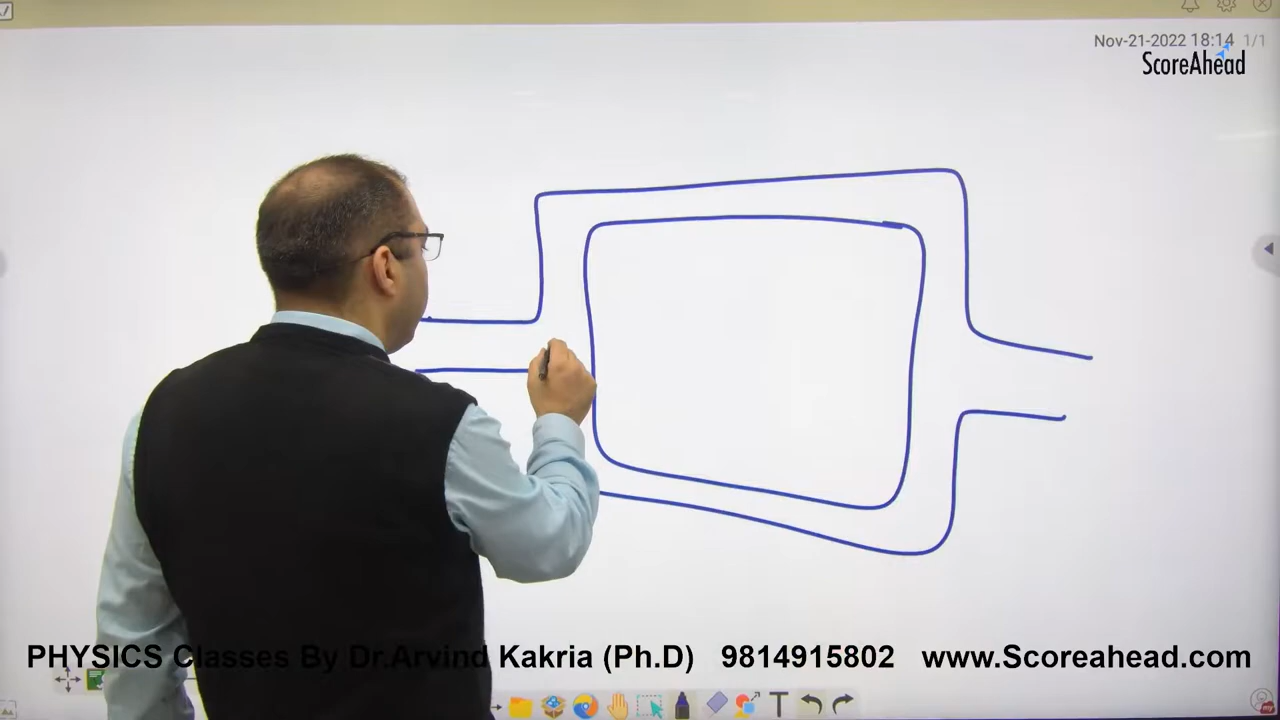 Nov-21-2022 18:14 1/1
ScoreAhead
PHYSICS Classes By Dr.Arvind Kakria (Ph.D) 9814915802 www.Scoreahead.com
T
my